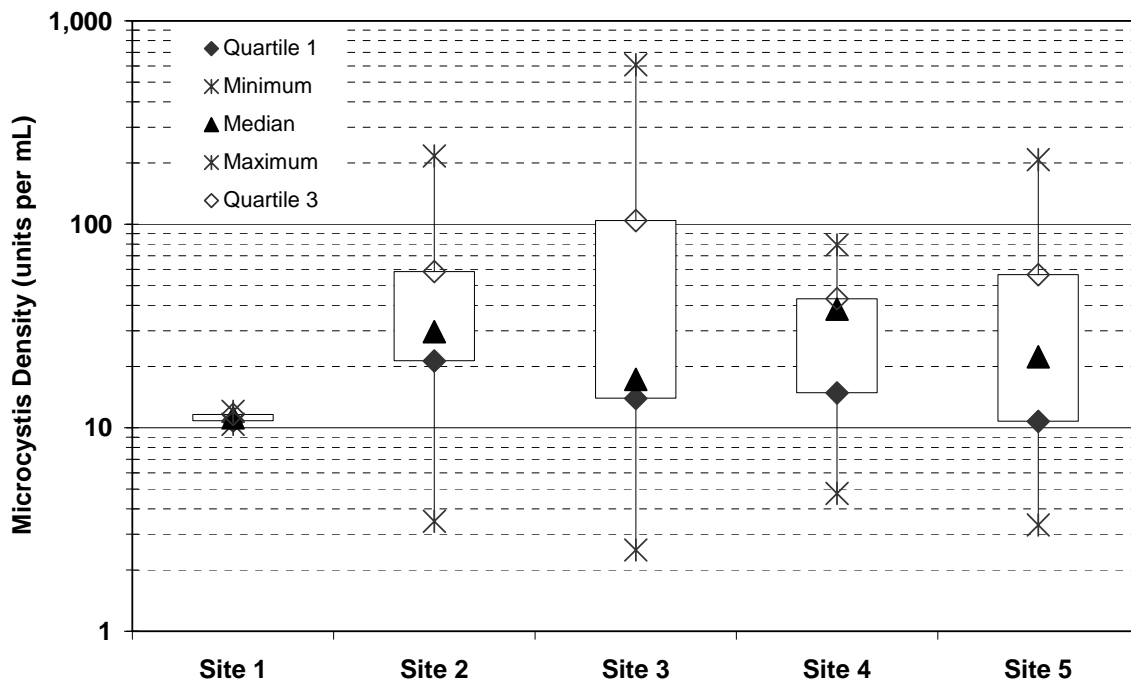 1,000
100
10
1
Microcystis Density (units per mL)
Quartile 1
Minimum
Median
Maximum
Quartile 3
Site 1
Site 2
Site 3
Site 4
Site 5